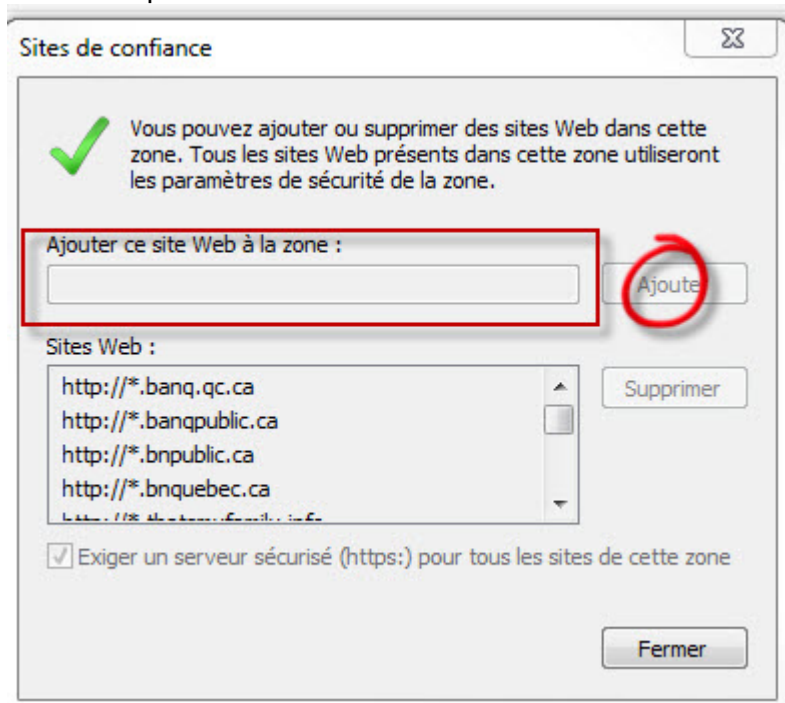 Sites de confiance
Vous pouvez ajouter ou supprimer des sites Web dans cette
zone. Tous les sites Web présents dans cette zone utiliseront
les paramètres de sécurité de la zone.
Ajouter ce site Web à la zone :
Ajouter
Sites Web :
http://*.banq.qc.ca
http://*.banqpublic.ca
http://*.bnpublic.ca
http://*.bnquebec.ca
Supprimer
Exiger un serveur sécurisé (https:) pour tous les sites de cette zone
Fermer